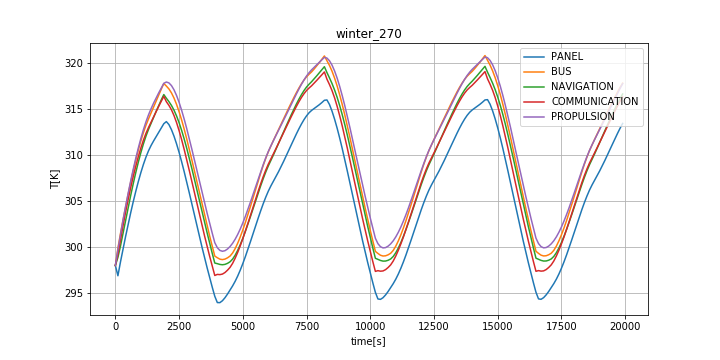 winter_270
PANEL
BUS
NAVIGATION
COMMUNICATION
PROPULSION
T[K]
320
315
310
305
300
295
0 2500 5000 7500 10000 12500 15000 17500 20000
time[s]